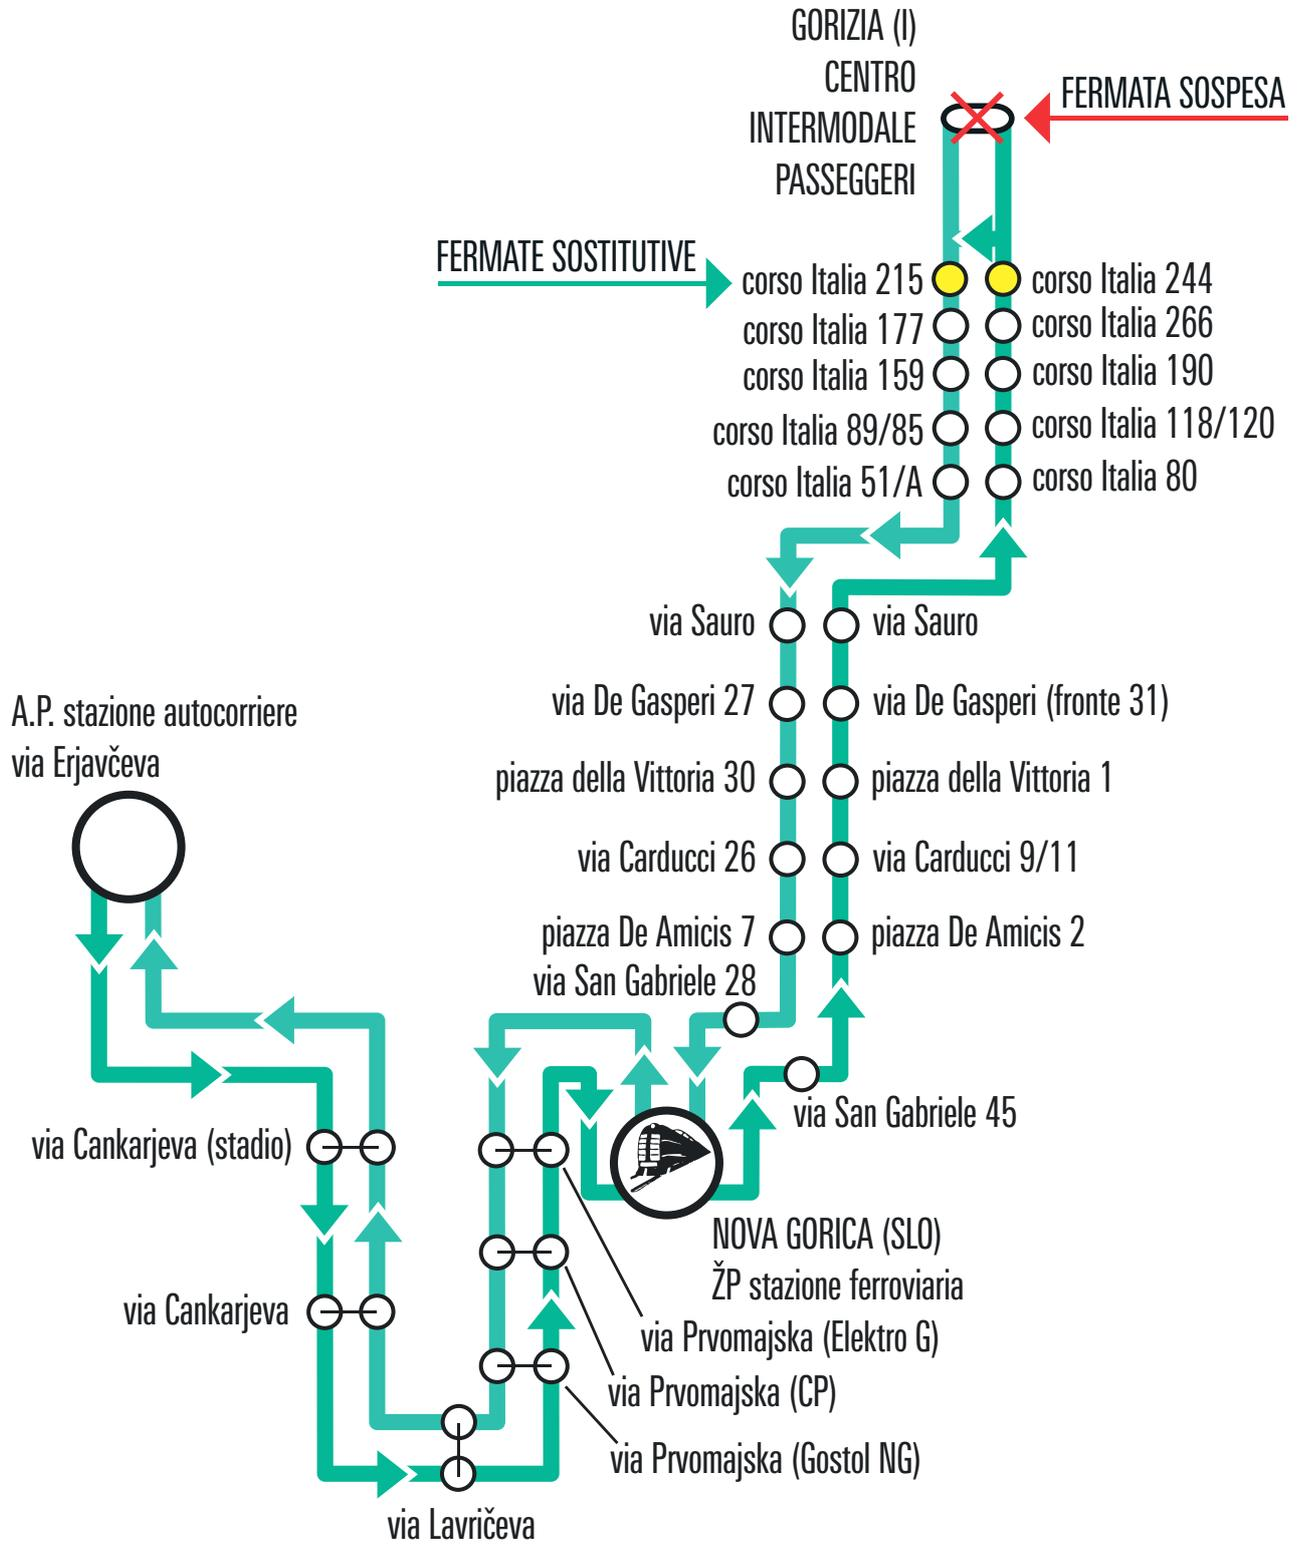 GORIZIA (I)
CENTRO
INTERMODALE
PASSEGGERI
FERMATA SOSPESA
FERMATE SOSTITUTIVE
corso Italia 215
corso Italia 244
corso Italia 177
corso Italia 266
corso Italia 159
corso Italia 190
corso Italia 89/85
corso Italia 118/120
corso Italia 51/A
corso Italia 80
via Sauro
via Sauro
via De Gasperi 27
via De Gasperi (fronte 31)
piazza della Vittoria 30
piazza della Vittoria 1
via Carducci 26
via Carducci 9/11
piazza De Amicis 7
piazza De Amicis 2
via San Gabriele 28
via San Gabriele 45
A.P. stazione autocorriere
via Erjavčeva
via Cankarjeva (stadio)
via Cankarjeva
NOVA GORICA (SLO)
ŽP stazione ferroviaria
via Prvomajska (Elektro G)
via Prvomajska (CP)
via Prvomajska (Gostol NG)
via Lavričeva